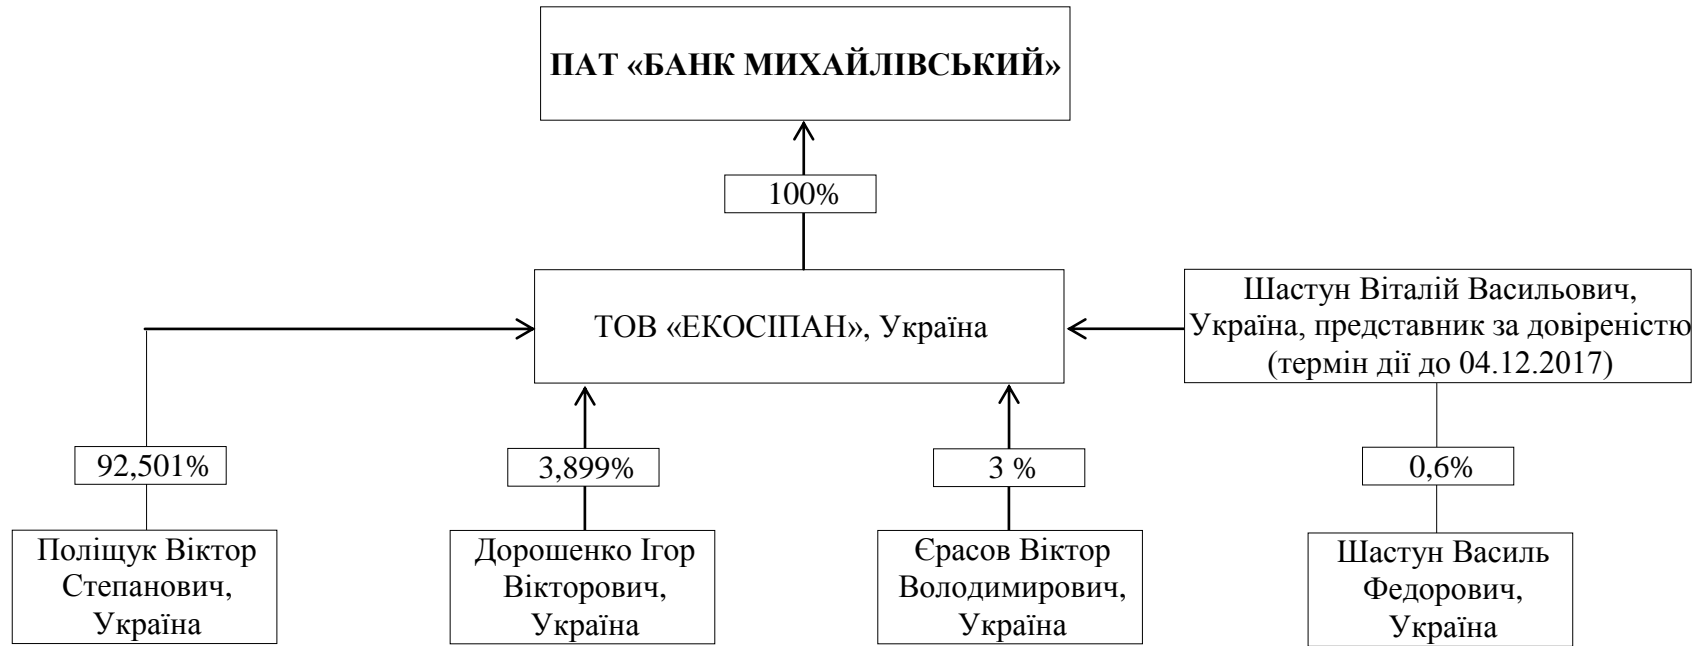 ПАТ «БАНК МИХАЙЛІВСЬКИЙ»
100%
ТОВ «ЕКОСІПАН», Україна
Шастун Віталій Васильович,
Україна, представник за довіреністю
(термін дії до 04.12.2017)
92,501%
3,899%
3 %
0,6%
Поліщук Віктор
Степанович,
Україна
Дорошенко Ігор
Вікторович,
Україна
Єрасов Віктор
Володимирович,
Україна
Шастун Василь
Федорович,
Україна